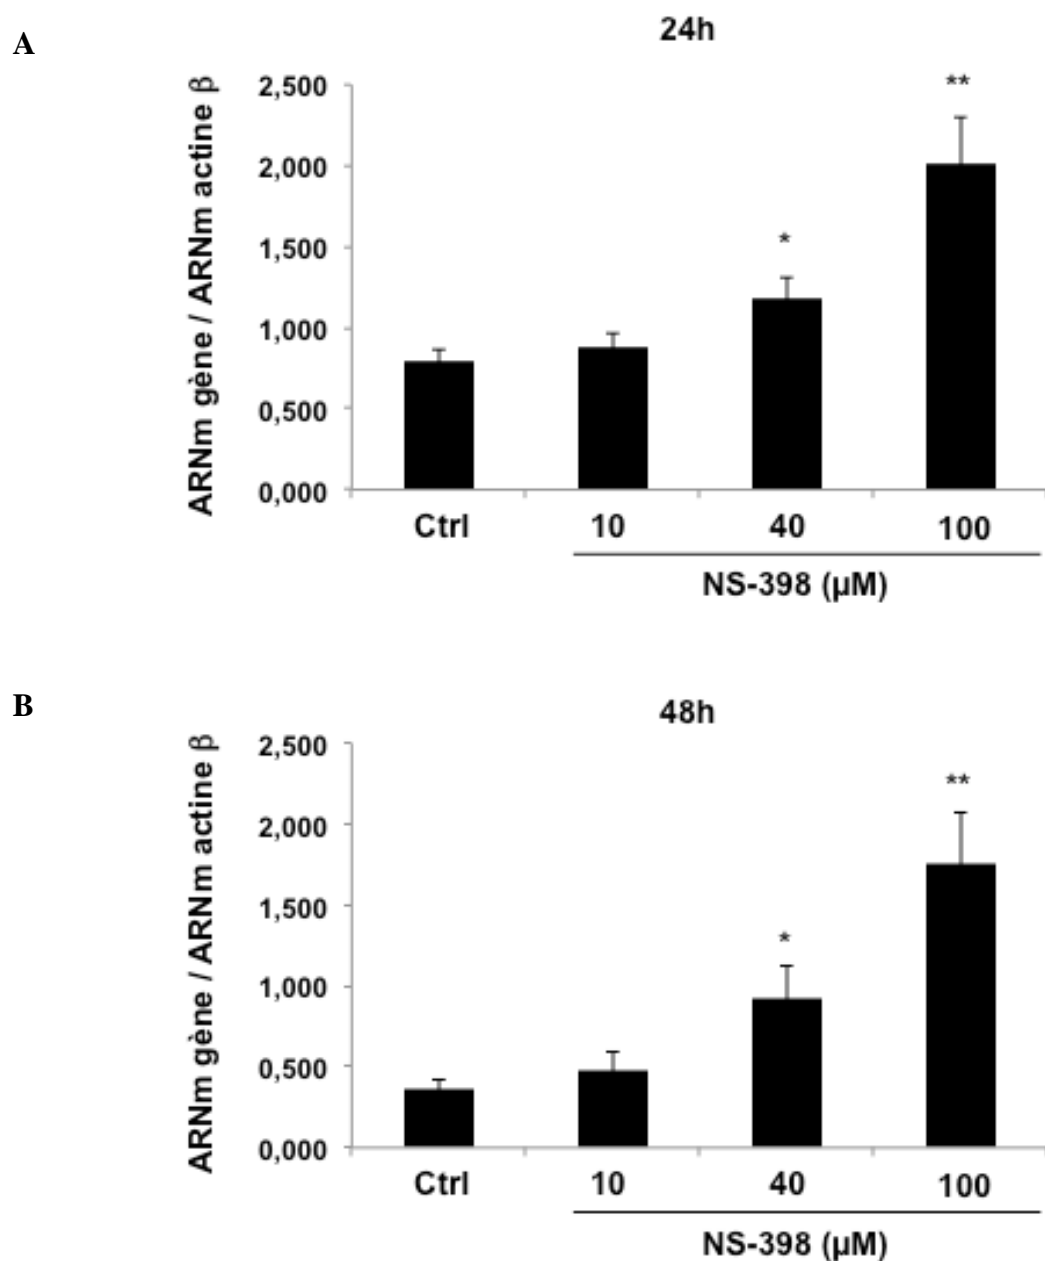 A
24h
**
*
2,500
2,000
1,500
1,000
0,500
0,000
ARNm gène / ARNm actine β
Ctrl 10 40 100
NS-398 (µM)
B
48h
**
*
2,500
2,000
1,500
1,000
0,500
0,000
ARNm gène / ARNm actine β
Ctrl 10 40 100
NS-398 (µM)